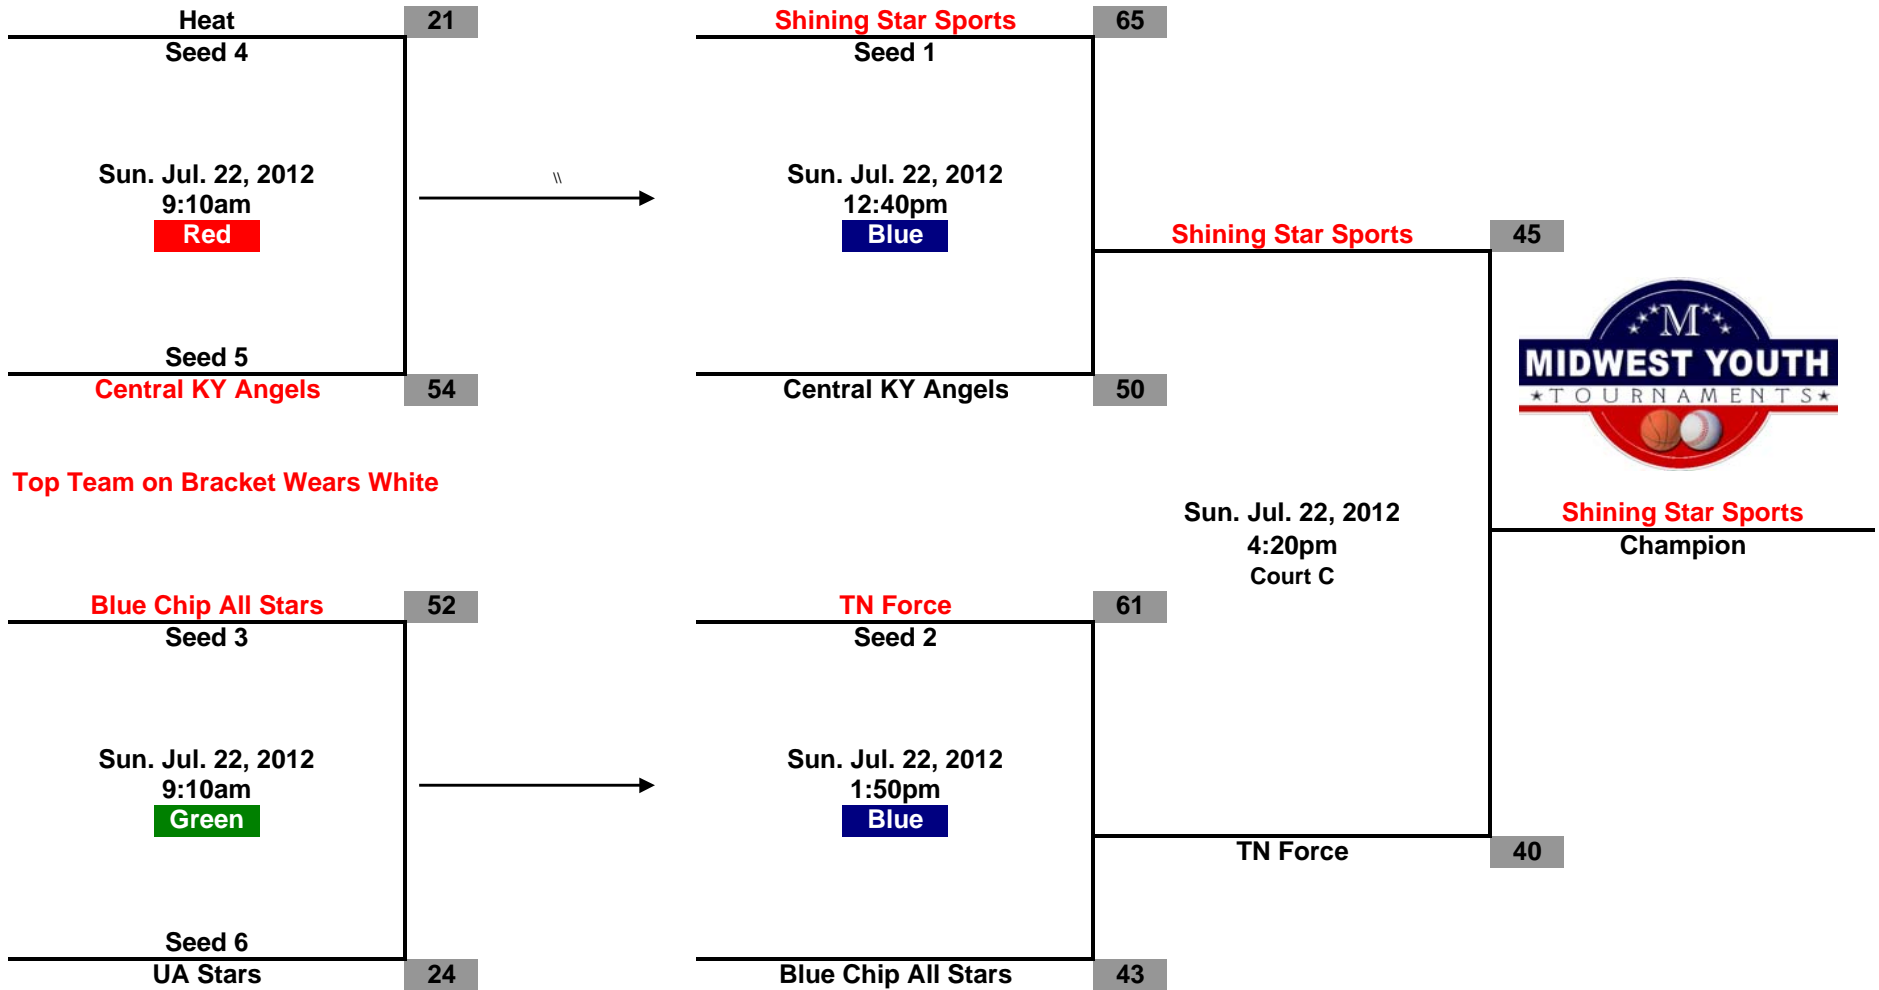 Heat 21
Seed 4
Sun. Jul. 22, 2012
9:10am
Red
Seed 5
Central KY Angels 54
\\
Shining Star Sports 65
Seed 1
Sun. Jul. 22, 2012
12:40pm
Blue
Central KY Angels 50
Shining Star Sports 45
M
MIDWEST YOUTH
TOURNAMENTS
Top Team on Bracket Wears White
Sun. Jul. 22, 2012
4:20pm
Court C
Shining Star Sports
Champion
Blue Chip All Stars 52
Seed 3
Sun. Jul. 22, 2012
9:10am
Green
Seed 6
UA Stars 24
TN Force 61
Seed 2
Sun. Jul. 22, 2012
1:50pm
Blue
Blue Chip All Stars 43
TN Force 40